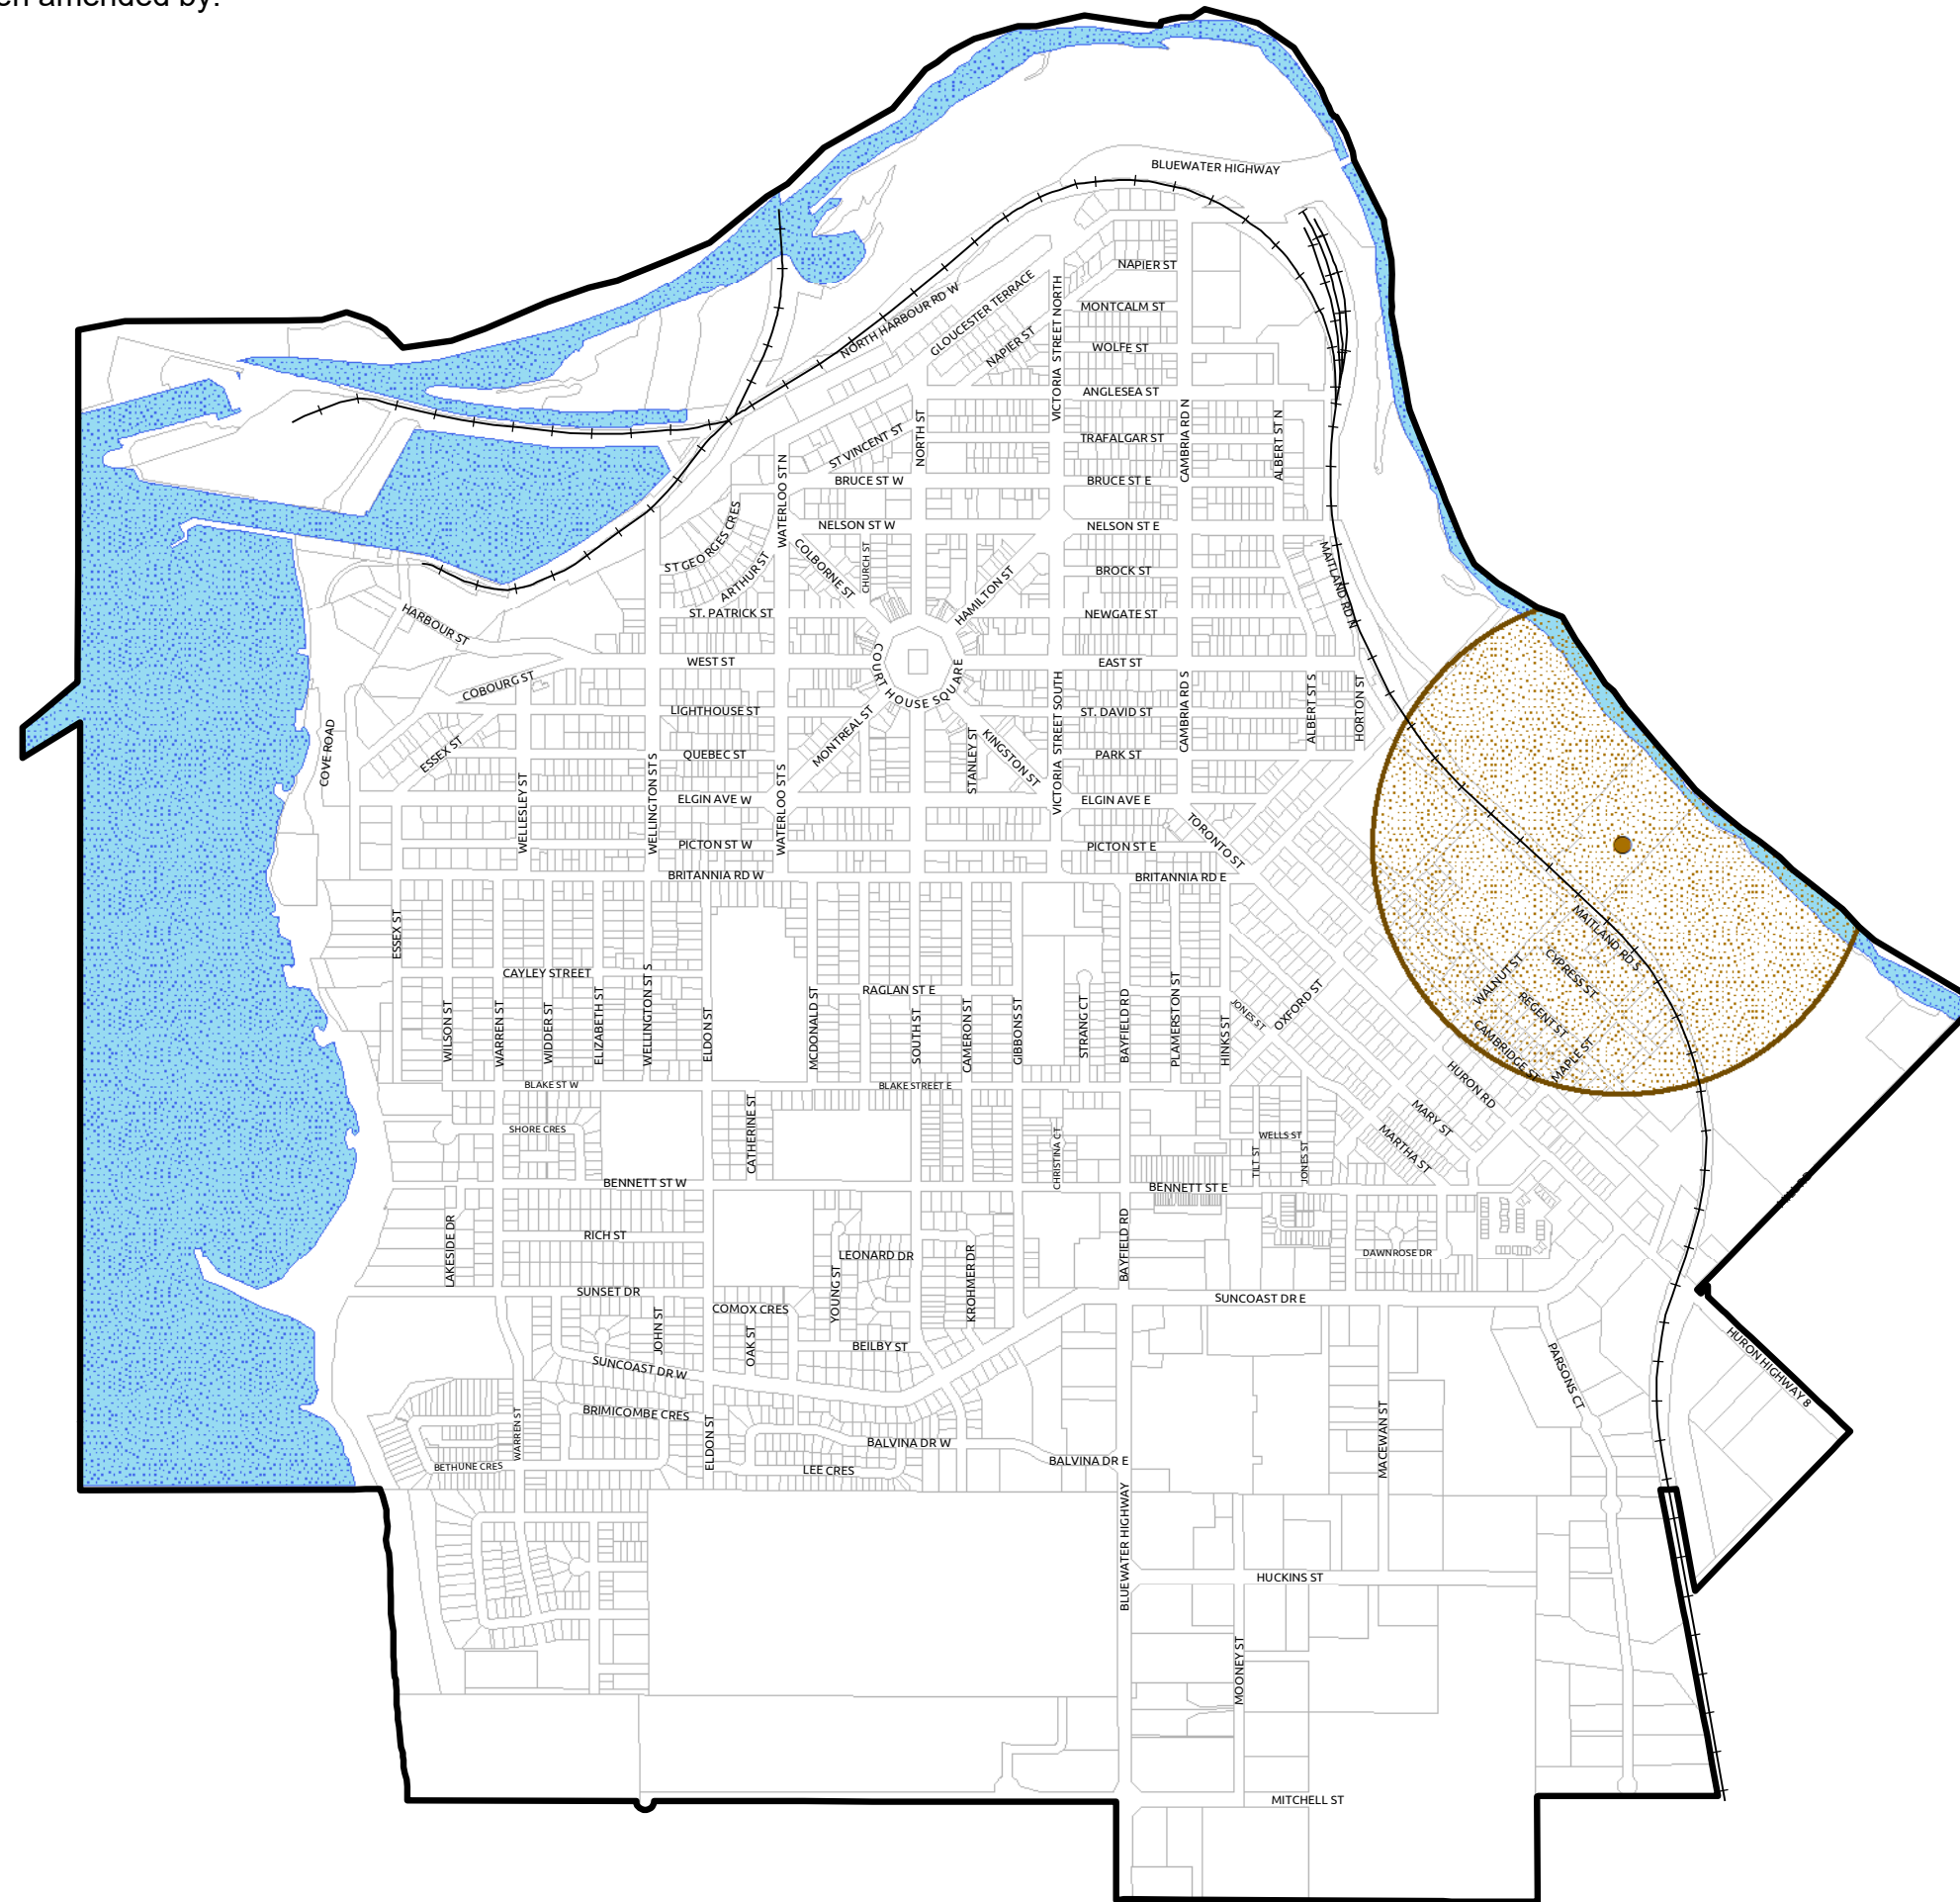 en amended by:
BLUEWATER HIGHWAY
NAPIER ST
NORTH HARBOUR RD W
GLOUCESTER TERRACE
NAPIER ST
VICTORIA STREET NORTH
MONTCALM ST
WOLFE ST
ANGLESEA ST
ST VINCENT ST
NORTH ST
TRAFALGAR ST
CAMBRIA RD N
ALBERT ST N
BRUCE ST W
BRUCE ST E
WATERLOO ST N
NELSON ST W
NELSON ST E
ST GEORGES CRES
ARTHUR ST
COLBORNE ST
CHURCH ST
HAMILTON ST
BROCK ST
MAITLAND RD N
HARBOUR ST
ST. PATRICK ST
NEWGATE ST
WEST ST
COURT HOUSE SQUARE
EAST ST
COBOURG ST
LIGHTHOUSE ST
MONTREAL ST
VICTORIA STREET SOUTH
ST. DAVID ST
CAMBRIA RD S
ALBERT ST S
HORTON ST
COVE ROAD
ESSEX ST
QUEBEC ST
STANLEY ST
KINGSTON ST
PARK ST
WELLESLEY ST
WELLINGTON ST S
WATERLOO ST S
ELGIN AVE W
ELGIN AVE E
PICTON ST W
PICTON ST E
TORONTO ST
BRITANNIA RD W
BRITANNIA RD E
ESSEX ST
MAITLAND RD S
CAYLEY STREET
WALNUT ST
CYPRESS ST
RAGLAN ST E
REGENT ST
WILSON ST
WARREN ST
WIDDER ST
ELIZABETH ST
WELLINGTON ST S
ELDON ST
MCDONALD ST
SOUTH ST
CAMERON ST
GIBBONS ST
STRANG CT
BAYFIELD RD
PLAMERSTON ST
HINKS ST
JONES ST
OXFORD ST
CAMBRIDGE ST
MAPLE ST
BLAKE ST W
BLAKE STREET E
HURON RD
SHORE CRES
CATHERINE ST
CHRISTINA CT
WELLS ST
TILT ST
JONES ST
MARY ST
MARTHA ST
BENNETT ST W
BENNETT ST E
LAKESIDE DR
RICH ST
LEONARD DR
BAYFIELD RD
DAWNROSE DR
SUNSET DR
COMOX CRES
YOUNG ST
KROHMER DR
SUNCOAST DR E
JOHN ST
OAK ST
BEILBY ST
HURON HIGHWAY 8
SUNCOAST DR W
PARSONS CT
BRIMICOMBE CRES
WARREN ST
ELDON ST
BALVINA DR W
MACEWAN ST
BETHUNE CRES
LEE CRES
BALVINA DR E
BLUEWATER HIGHWAY
HUCKINS ST
MOONEY ST
MITCHELL ST